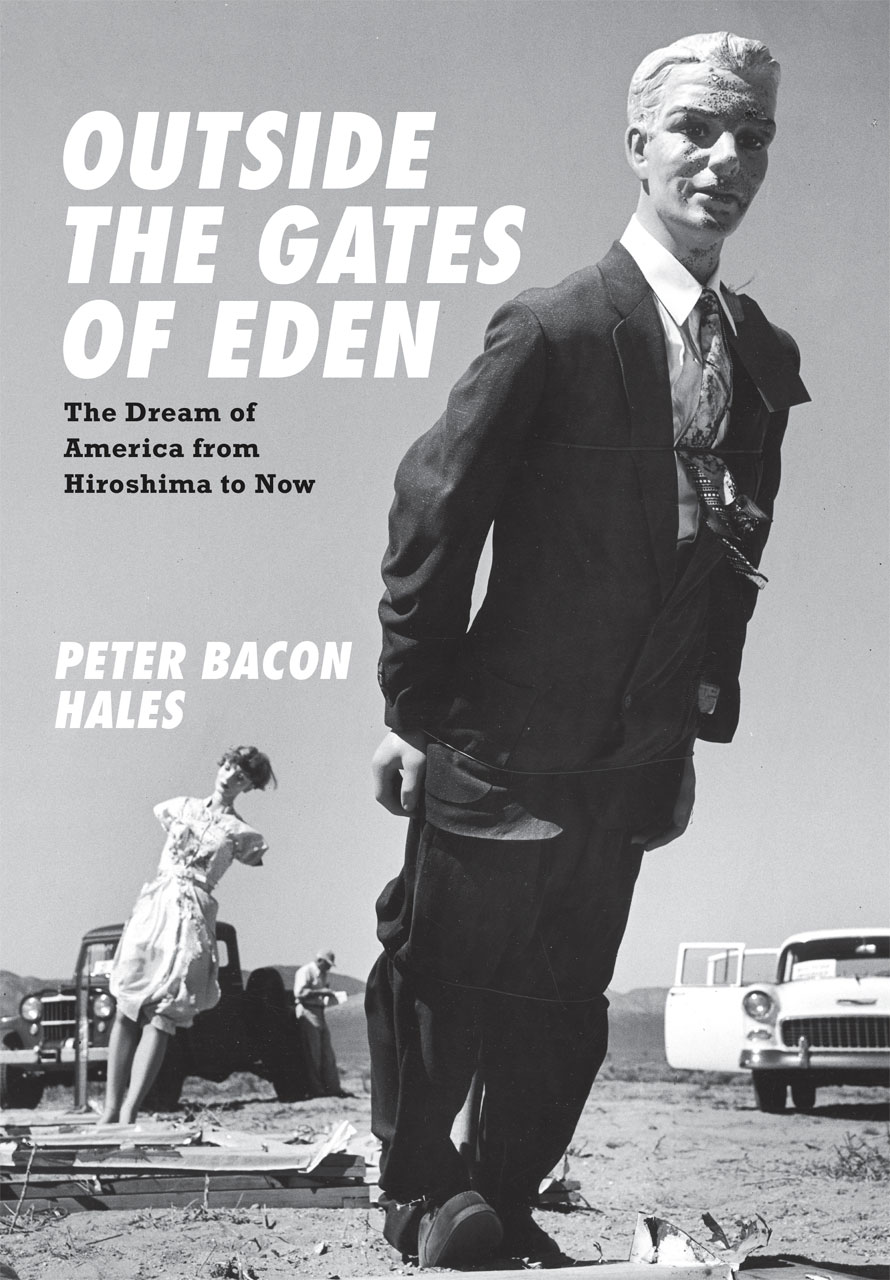 OUTSIDE
THE GATES
OF EDEN
The Dream of
America from
Hiroshima to Now
PETER BACON
HALES